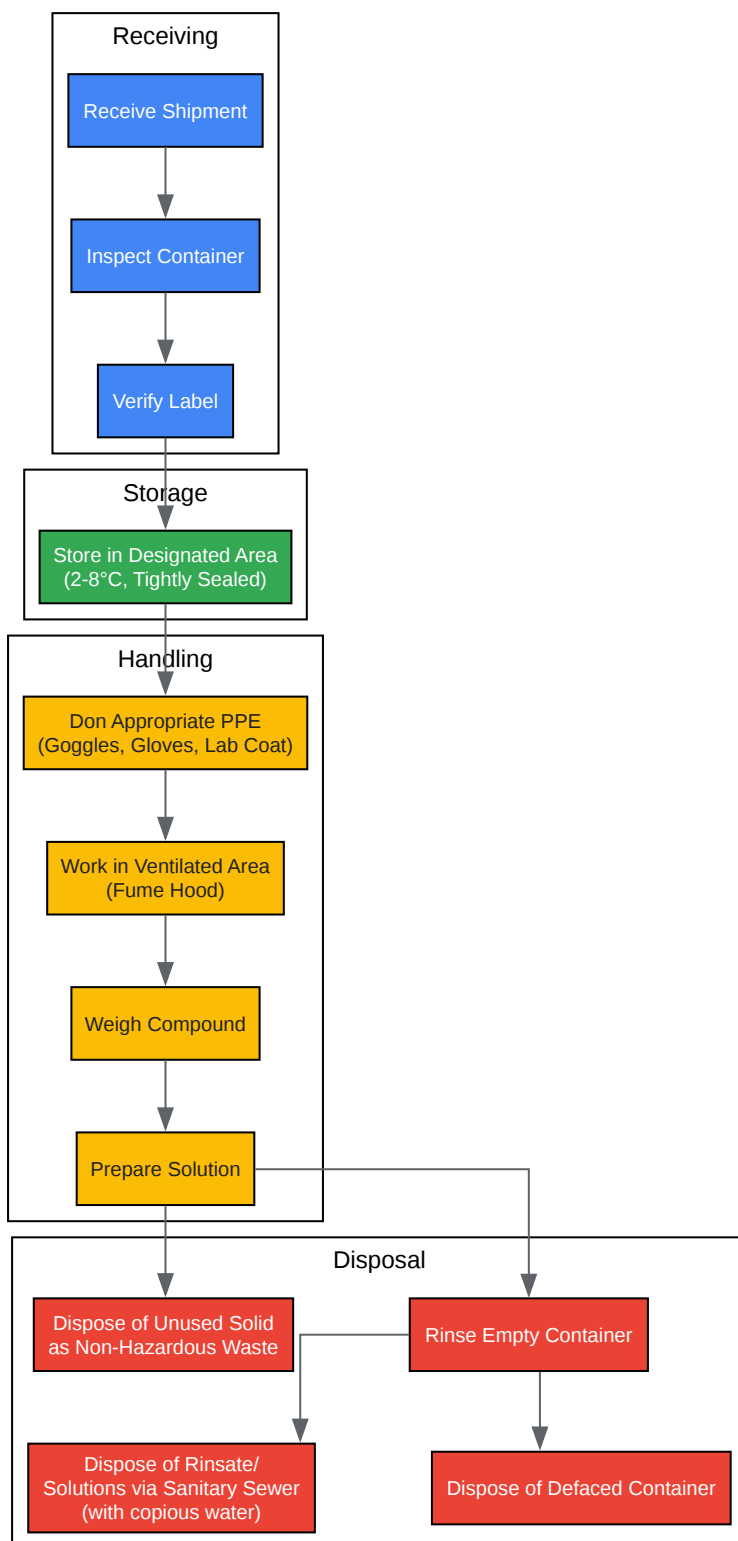 Receiving
Receive Shipment
Inspect Container
Verify Label
Storage
Store in Designated Area
(2-8°C, Tightly Sealed)
Handling
Don Appropriate PPE
(Goggles, Gloves, Lab Coat)
Work in Ventilated Area
(Fume Hood)
Weigh Compound
Prepare Solution
Disposal
Dispose of Unused Solid
as Non-Hazardous Waste
Rinse Empty Container
Dispose of Rinsate/
Solutions via Sanitary Sewer
(with copious water)
Dispose of Defaced Container